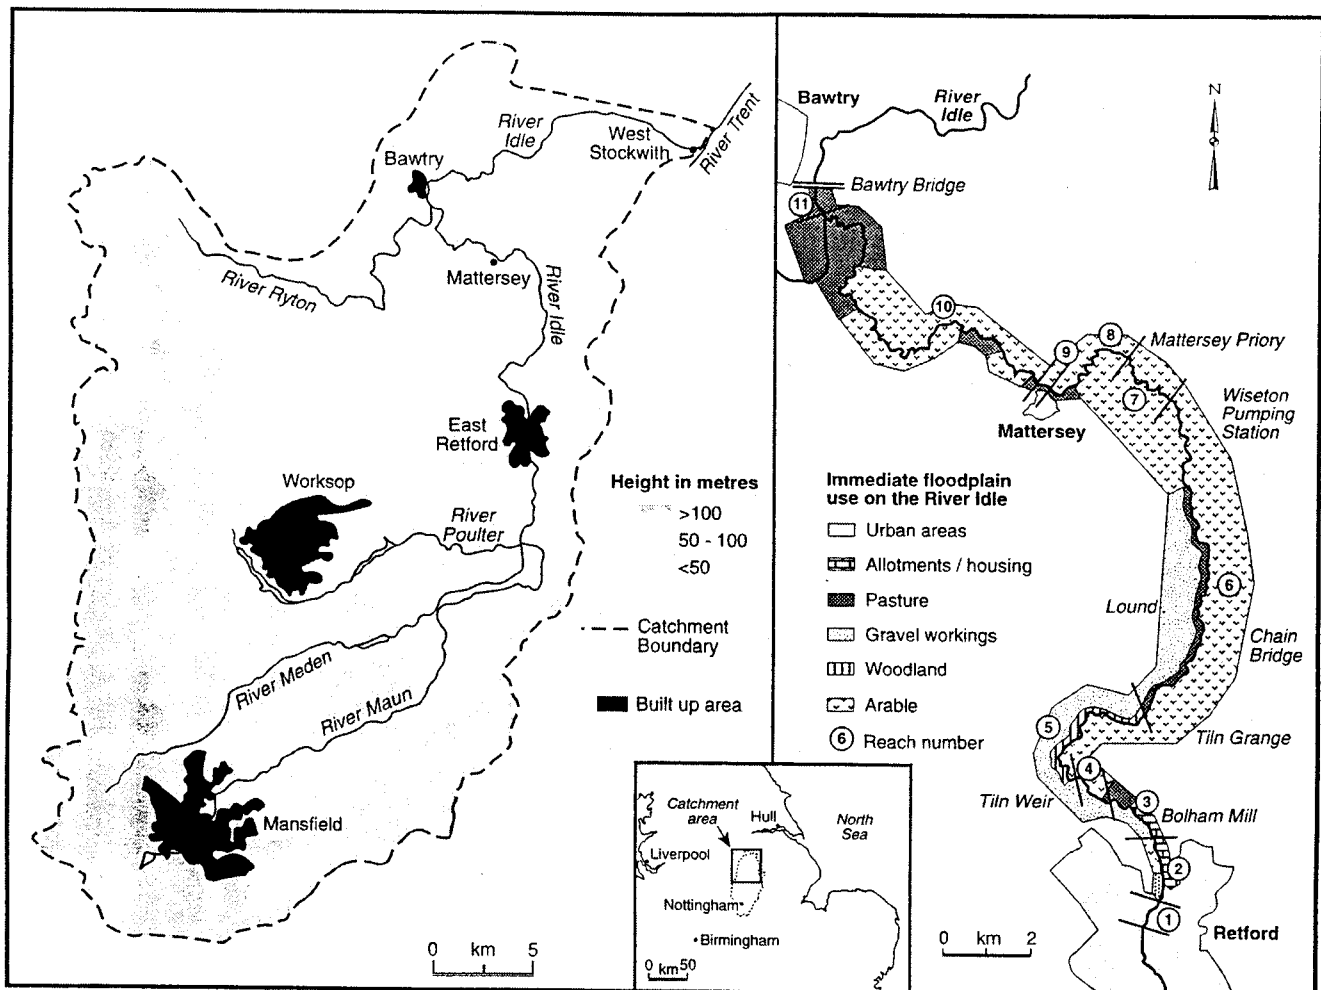 River
Idle
West
Stockwith
River Trent
Bawtry
Mattersey
River Ryton
River Idle
East
Retford
Worksop
River
Poulter
River Meden
River Maun
Mansfield
Height in metres
>100
50 - 100
<50
Catchment
Boundary
Built up area
0 km 5
Catchment
area
Hull
North
Sea
Liverpool
Nottingham
Birmingham
0 km 50
Bawtry
River
Idle
N
Bawtry Bridge
11
10
9
8
Mattersey Priory
7
Wiseton
Pumping
Station
Mattersey
Immediate floodplain
use on the River Idle
Urban areas
Allotments / housing
Pasture
Gravel workings
Woodland
Arable
6 Reach number
Lound
6
Chain
Bridge
5
Tiln Grange
4
Tiln Weir
3
Bolham Mill
2
1
Retford
0 km 2